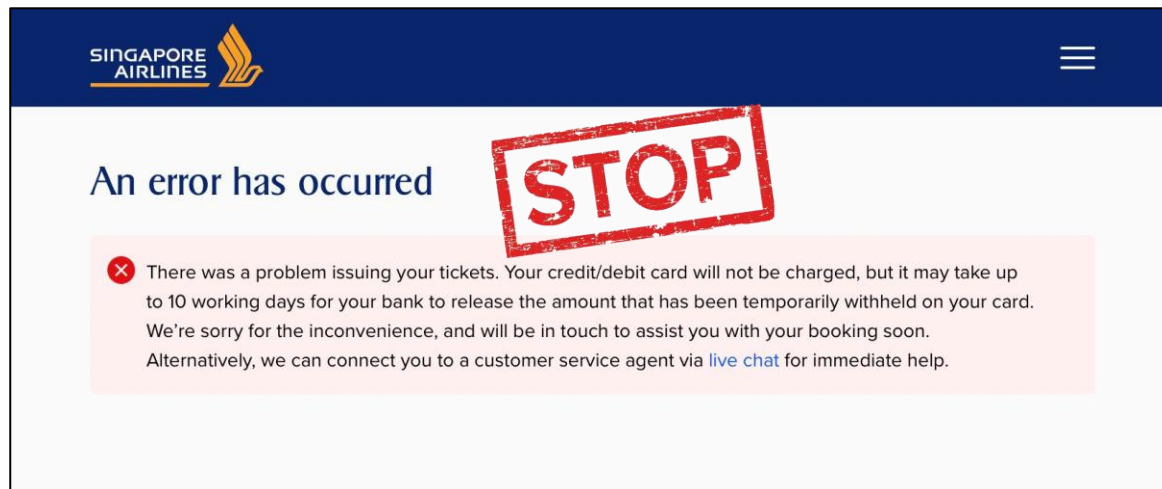 SINGAPORE
AIRLINES
An error has occurred
STOP
There was a problem issuing your tickets. Your credit/debit card will not be charged, but it may take up
to 10 working days for your bank to release the amount that has been temporarily withheld on your card.
We're sorry for the inconvenience, and will be in touch to assist you with your booking soon.
Alternatively, we can connect you to a customer service agent via live chat for immediate help.